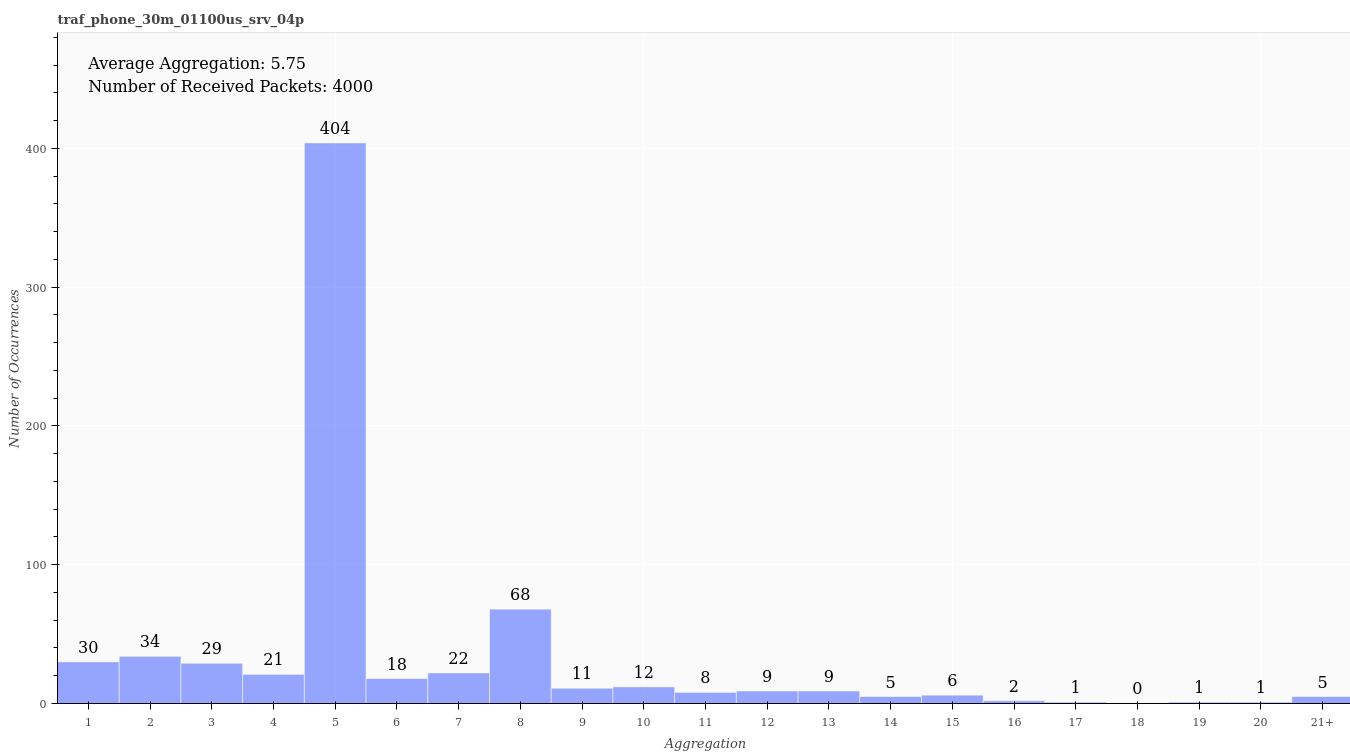 traf_phone_30m_01100us_srv_04p
Average Aggregation: 5.75
Number of Received Packets: 4000
404
400
300
Number of Occurrences
200
100
68
30 34 29 21 18 22 11 12 8 9 9 5 6 2 1 0 1 1 5
0
1 2 3 4 5 6 7 8 9 10 11 12 13 14 15 16 17 18 19 20 21+
Aggregation